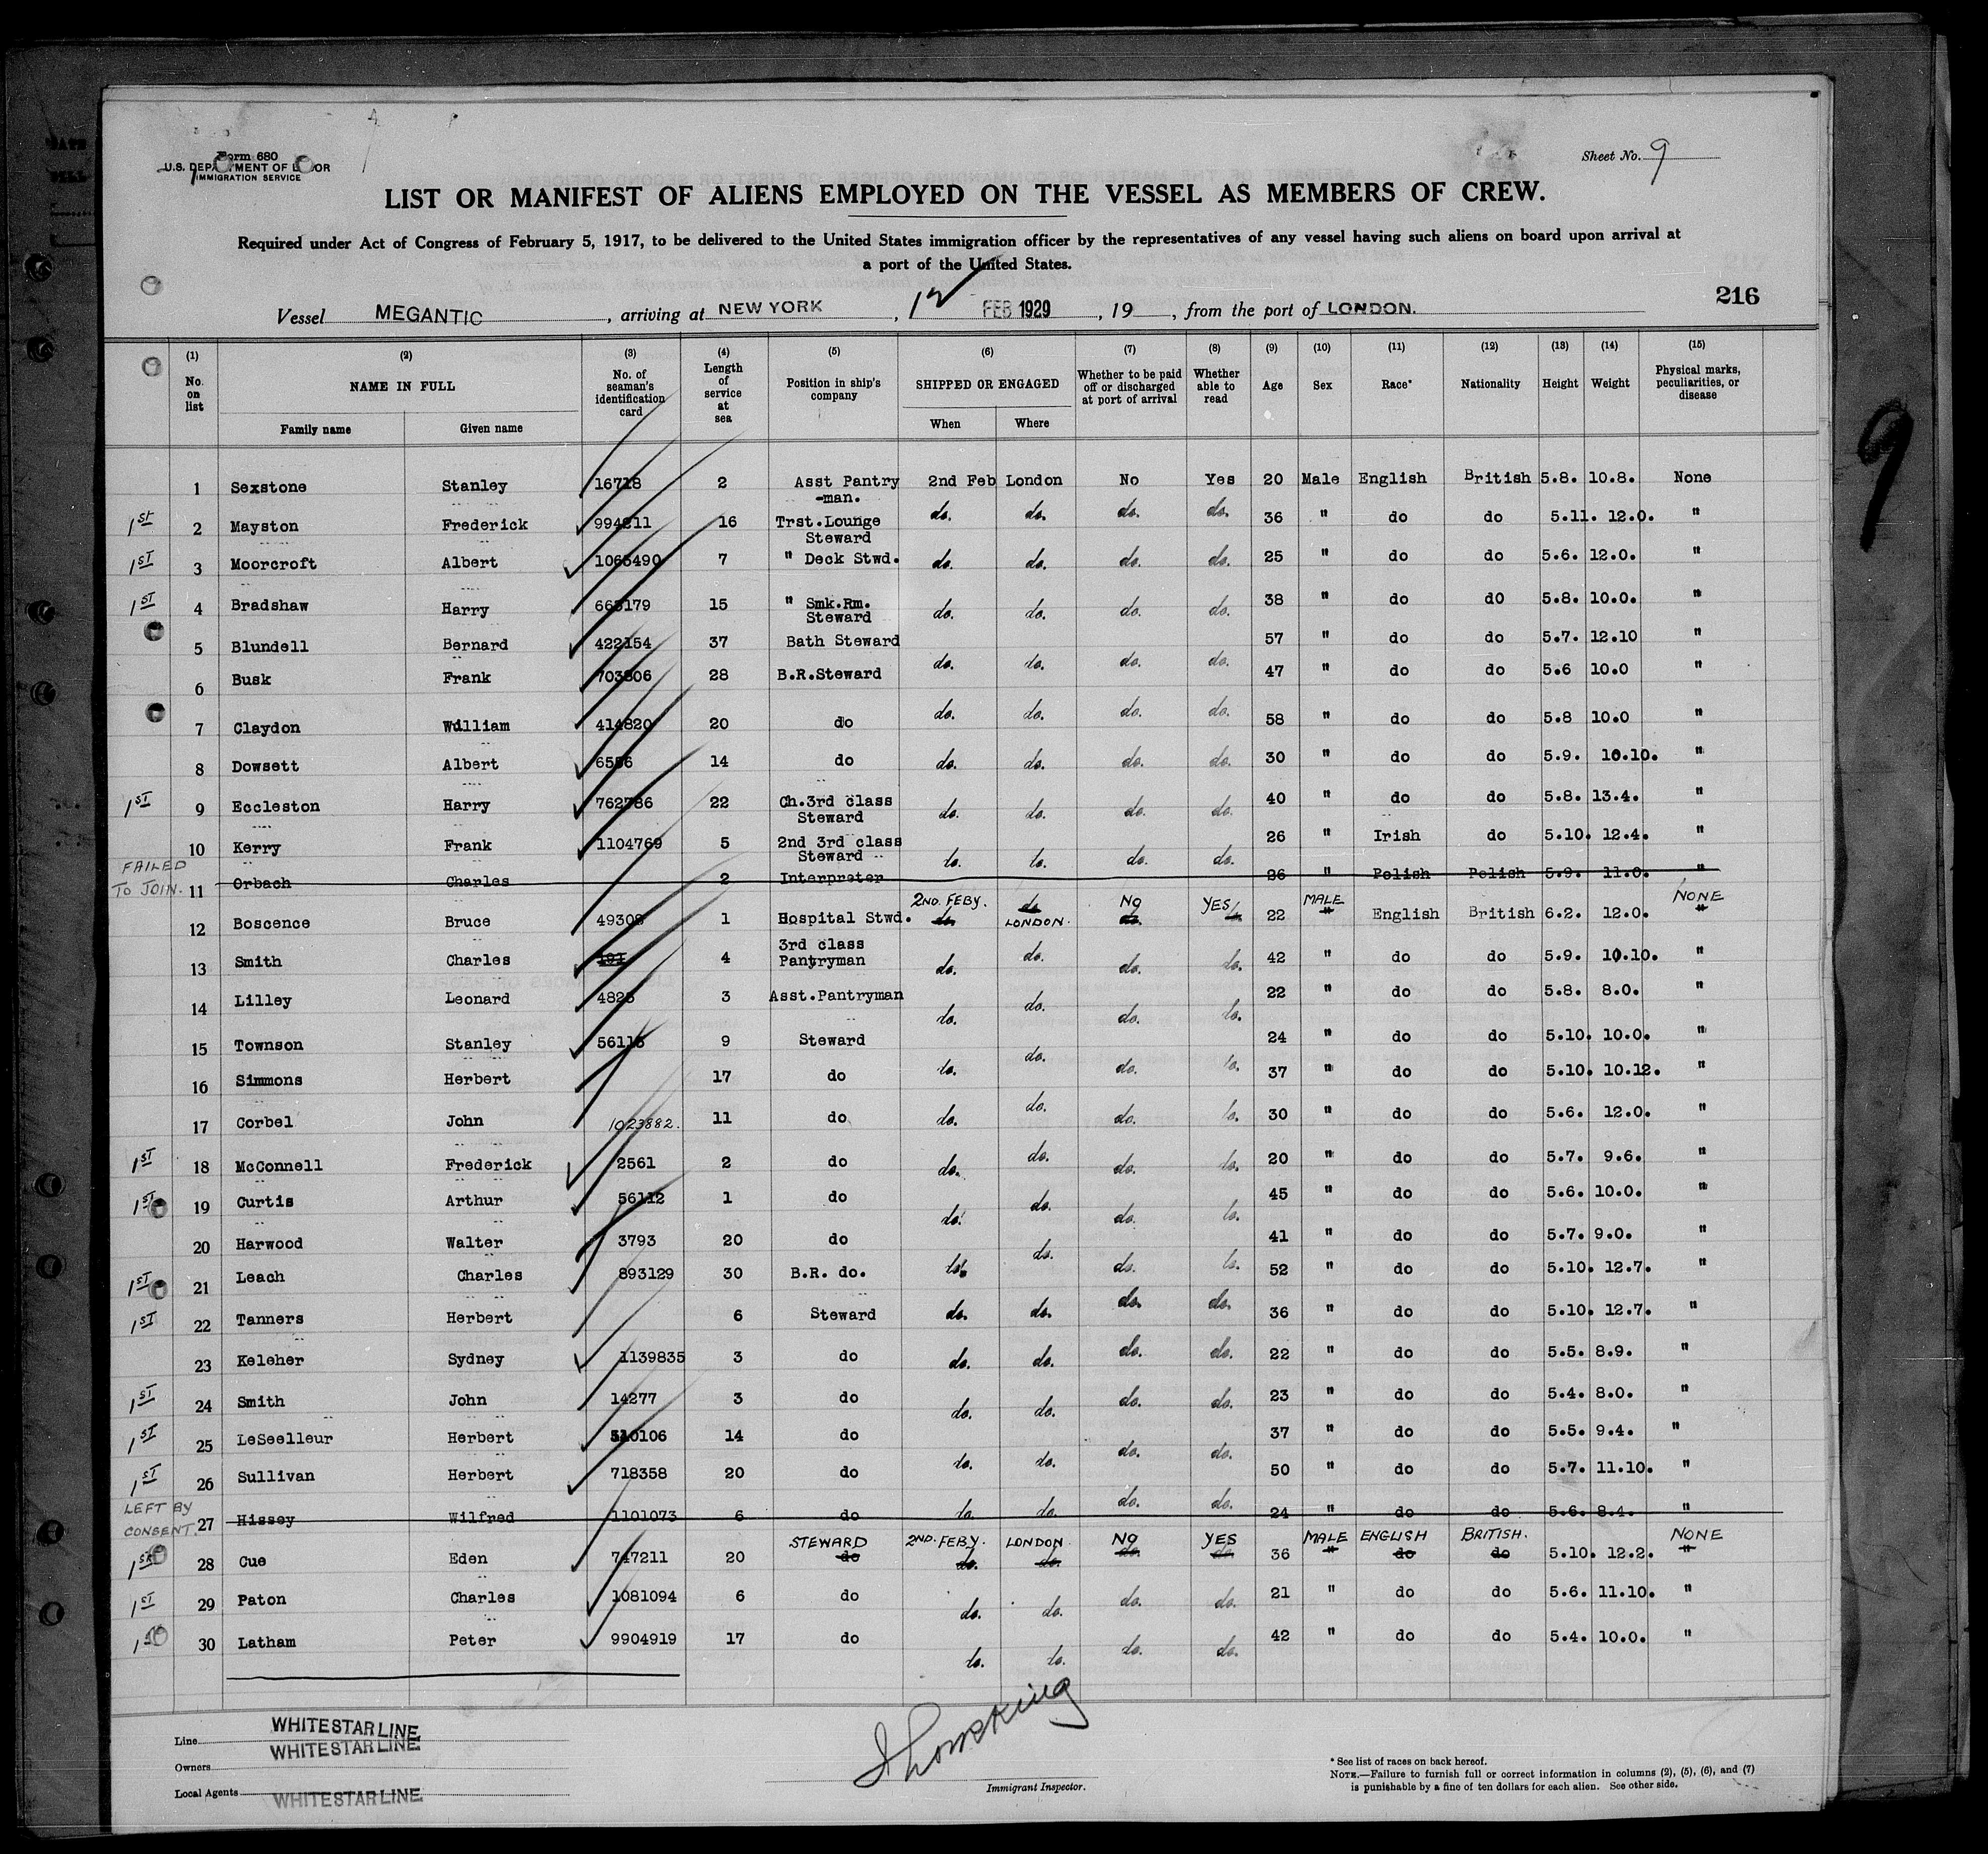 Form 680
U.S. DEPARTMENT OF LABOR
IMMIGRATION SERVICE
Sheet No. 9
LIST OR MANIFEST OF ALIENS EMPLOYED ON THE VESSEL AS MEMBERS OF CREW.
Required under Act of Congress of February 5, 1917, to be delivered to the United States immigration officer by the representatives of any vessel having such aliens on board upon arrival at
a port of the United States.
216
Vessel MEGANTIC, arriving at NEW YORK, 12 FEB 1929, 19, from the port of LONDON.
(1) (2) (3) (4) (5) (6) (7) (8) (9) (10) (11) (12) (13) (14) (15)
No. on list NAME IN FULL No. of seaman's identification card Length of service at sea Position in ship's company SHIPPED OR ENGAGED Whether to be paid off or discharged at port of arrival Whether able to read Age Sex Race* Nationality Height Weight Physical marks, peculiarities, or disease
Family name Given name When Where
9
1 Sexstone Stanley 16718 2 Asst Pantry-man. 2nd Feb London No Yes 20 Male English British 5.8. 10.8. None
1st 2 Mayston Frederick 994211 16 Trst.Lounge Steward do. do. do. do. 36 " do do 5.11. 12.0. "
1ST 3 Moorcroft Albert 1065490 7 " Deck Stwd. do. do. do. do. 25 " do do 5.6. 12.0. "
1ST 4 Bradshaw Harry 663179 15 " Smk.Rm. Steward do. do. do. do. 38 " do dO 5.8. 10.0. "
5 Blundell Bernard 422154 37 Bath Steward do. do. do. do. 57 " do do 5.7. 12.10 "
6 Busk Frank 703806 28 B.R.Steward 47 " do do 5.6 10.0 "
7 Claydon William 414820 20 do do. do. do. do. 58 " do do 5.8 10.0 "
8 Dowsett Albert 6556 14 do do. do. do. do. 30 " do do 5.9. 10.10. "
1ST 9 Eccleston Harry 762786 22 Ch.3rd class Steward do. do. do. do. 40 " do do 5.8. 13.4. "
10 Kerry Frank 1104769 5 2nd 3rd class Steward do. do. do. do. 26 " Irish do 5.10. 12.4. "
FAILED TO JOIN. 11 Orbach Charles 2 Interpreter 26 " Polish Polish 5.9. 11.0. "
12 Boscence Bruce 49308 1 Hospital Stwd. 2ND. FEBY. do. do LONDON. NO do. YES do. 22 MALE " English British 6.2. 12.0. NONE "
13 Smith Charles 191 4 3rd class Pantryman do. do. do. do. 42 " do do 5.9. 10.10. "
14 Lilley Leonard 4823 3 Asst.Pantryman do. do. do. do. 22 " do do 5.8. 8.0. "
15 Townson Stanley 56115 9 Steward do. do. 24 " do do 5.10. 10.0. "
16 Simmons Herbert 17 do do. do. 37 " do do 5.10. 10.12. "
17 Corbel John 1023882. 11 do do. do. do. do. 30 " do do 5.6. 12.0. "
1ST 18 McConnell Frederick 2561 2 do do. do. do. do. 20 " do do 5.7. 9.6. "
1ST 19 Curtis Arthur 56112 1 do do. do. do. do. 45 " do do 5.6. 10.0. "
20 Harwood Walter 3793 20 do do. 41 " do do 5.7. 9.0. "
1ST 21 Leach Charles 893129 30 B.R. do. do. do. do. 52 " do do 5.10. 12.7. "
1ST 22 Tanners Herbert 6 Steward do. do. do. do. 36 " do do 5.10. 12.7. "
23 Keleher Sydney 1139835 3 do do. do. do. do. 22 " do do 5.5. 8.9. "
1ST 24 Smith John 14277 3 do do. do. do. do. 23 " do do 5.4. 8.0. "
1ST 25 LeSeelleur Herbert 0106 14 do do. do. do. do. 37 " do do 5.5. 9.4. "
1ST 26 Sullivan Herbert 718358 20 do 50 " do do 5.7. 11.10. "
LEFT BY CONSENT. 27 Hissey Wilfred 1101073 6 do do. do. do. do. 24 " do do 5.6. 8.4. "
1ST 28 Cue Eden 747211 20 STEWARD do 2ND. FEBY. do. LONDON do. NO do. YES do. 36 MALE " ENGLISH do BRITISH. do 5.10. 12.2. NONE "
1ST 29 Paton Charles 1081094 6 do do. do. do. do. 21 " do do 5.6. 11.10. "
1ST 30 Latham Peter 9904919 17 do do. do. do. do. 42 " do do 5.4. 10.0. "
Line WHITE STAR LINE
WHITE STAR LINE
Owners
Local Agents WHITE STAR LINE
Immigrant Inspector.
* See list of races on back hereof.
NOTE.—Failure to furnish full or correct information in columns (2), (5), (6), and (7)
is punishable by a fine of ten dollars for each alien. See other side.